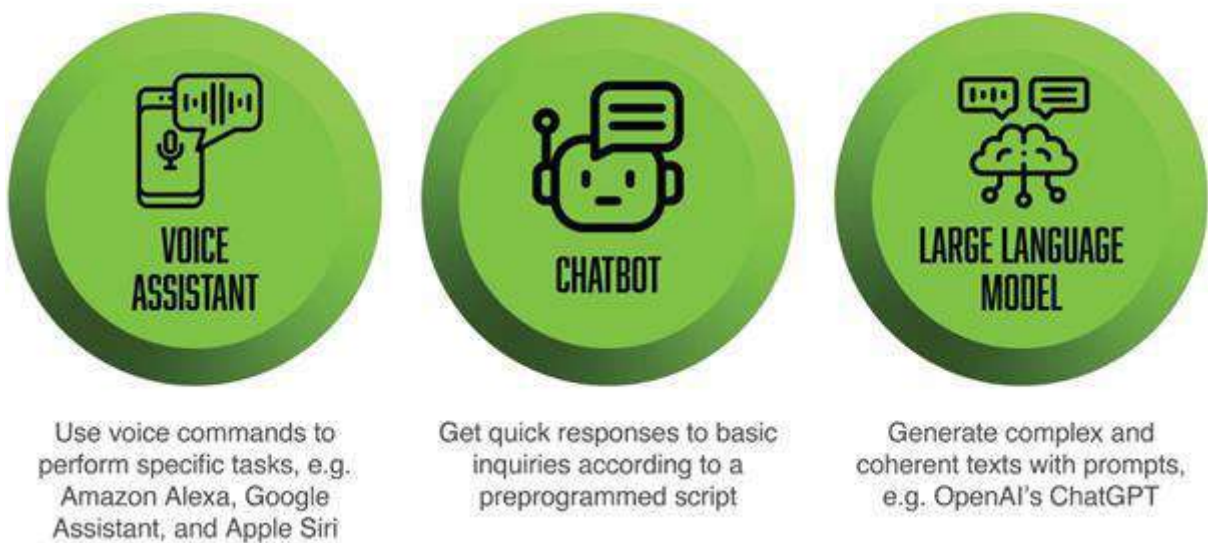 VOICE
ASSISTANT
Use voice commands to
perform specific tasks, e.g.
Amazon Alexa, Google
Assistant, and Apple Siri
CHATBOT
Get quick responses to basic
inquiries according to a
preprogrammed script
LARGE LANGUAGE
MODEL
Generate complex and
coherent texts with prompts,
e.g. OpenAI's ChatGPT